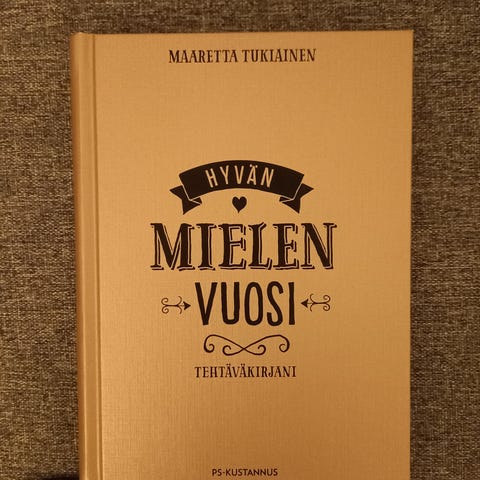 MAARETTA TUKIAINEN
HYVÄN
MIELEN
VUOSI
TEHTÄVÄKIRJANI
PS-KUSTANNUS